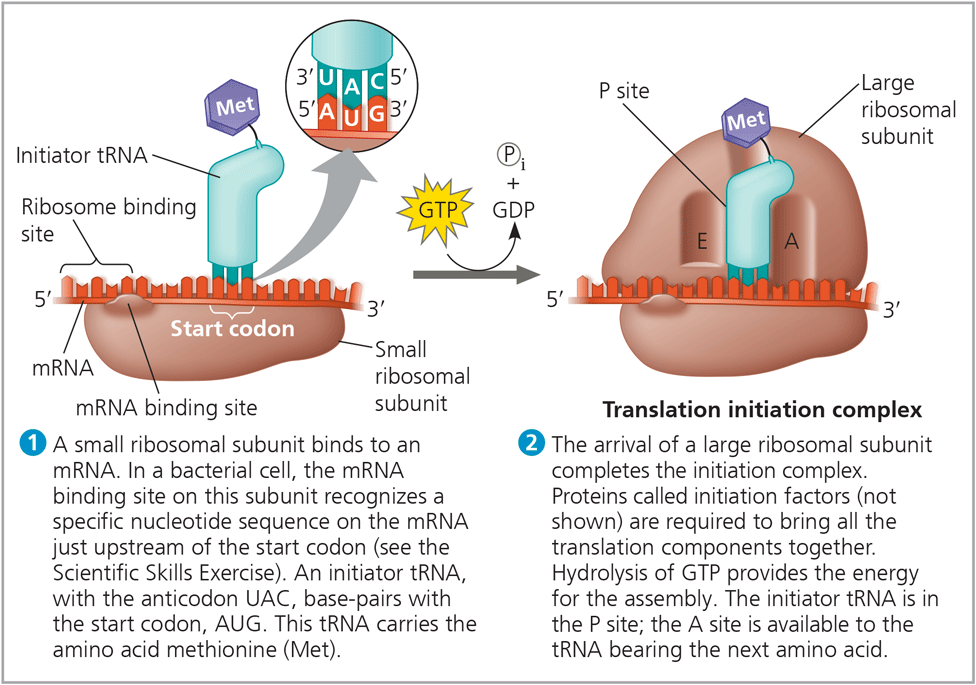 3′ U A C 5′
5′ A U G 3′
Met
Initiator tRNA
Ribosome binding
site
5′
3′
Start codon
mRNA
mRNA binding site
Small
ribosomal
subunit
GTP
Pi
+
GDP
P site
Met
Large
ribosomal
subunit
E
A
5′
3′
Translation initiation complex
1 A small ribosomal subunit binds to an
mRNA. In a bacterial cell, the mRNA
binding site on this subunit recognizes a
specific nucleotide sequence on the mRNA
just upstream of the start codon (see the
Scientific Skills Exercise). An initiator tRNA,
with the anticodon UAC, base-pairs with
the start codon, AUG. This tRNA carries the
amino acid methionine (Met).
2 The arrival of a large ribosomal subunit
completes the initiation complex.
Proteins called initiation factors (not
shown) are required to bring all the
translation components together.
Hydrolysis of GTP provides the energy
for the assembly. The initiator tRNA is in
the P site; the A site is available to the
tRNA bearing the next amino acid.